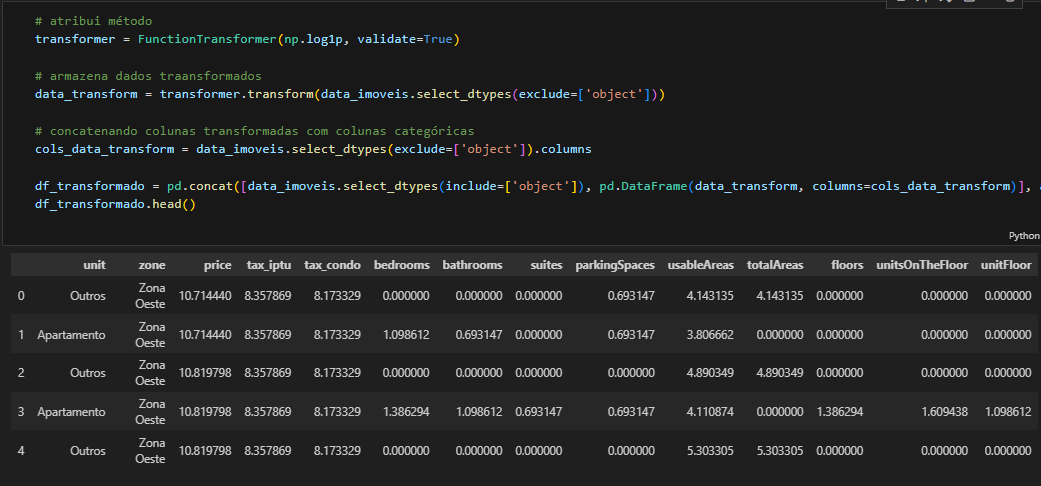 # atribui método
transformer = FunctionTransformer(np.log1p, validate=True)
# armazena dados traansformados
data_transform = transformer.transform(data_imoveis.select_dtypes(exclude=['object']))
# concatenando colunas transformadas com colunas categóricas
cols_data_transform = data_imoveis.select_dtypes(exclude=['object']).columns
df_transformado = pd.concat([data_imoveis.select_dtypes(include=['object']), pd.DataFrame(data_transform, columns=cols_data_transform)],
df_transformado.head()
Python
unit zone price tax_iptu tax_condo bedrooms bathrooms suites parkingSpaces usableAreas totalAreas floors unitsOnTheFloor unitFloor
0 Outros Zona Oeste 10.714440 8.357869 8.173329 0.000000 0.000000 0.000000 0.693147 4.143135 4.143135 0.000000 0.000000 0.000000
1 Apartamento Zona Oeste 10.714440 8.357869 8.173329 1.098612 0.693147 0.000000 0.693147 3.806662 0.000000 0.000000 0.000000 0.000000
2 Outros Zona Oeste 10.819798 8.357869 8.173329 0.000000 0.000000 0.000000 0.000000 4.890349 4.890349 0.000000 0.000000 0.000000
3 Apartamento Zona Oeste 10.819798 8.357869 8.173329 1.386294 1.098612 0.693147 0.693147 4.110874 0.000000 1.386294 1.609438 1.098612
4 Outros Zona Oeste 10.819798 8.357869 8.173329 0.000000 0.000000 0.000000 0.000000 5.303305 5.303305 0.000000 0.000000 0.000000